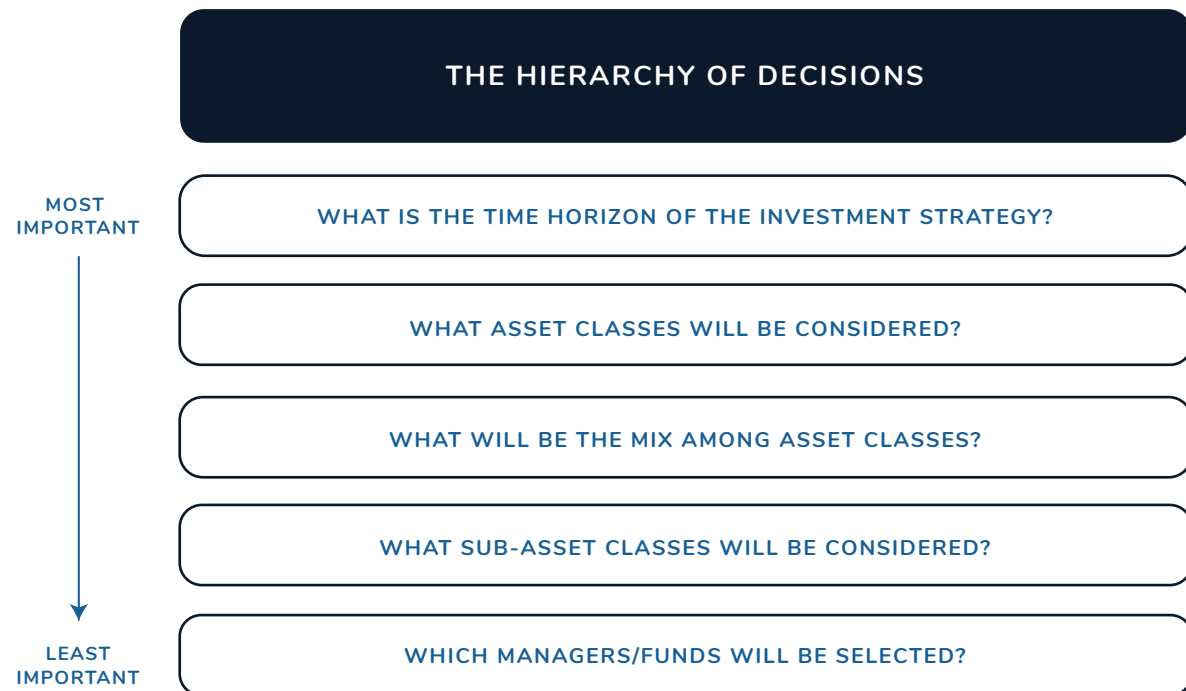 THE HIERARCHY OF DECISIONS
MOST
IMPORTANT
WHAT IS THE TIME HORIZON OF THE INVESTMENT STRATEGY?
WHAT ASSET CLASSES WILL BE CONSIDERED?
WHAT WILL BE THE MIX AMONG ASSET CLASSES?
WHAT SUB-ASSET CLASSES WILL BE CONSIDERED?
LEAST
IMPORTANT
WHICH MANAGERS/FUNDS WILL BE SELECTED?